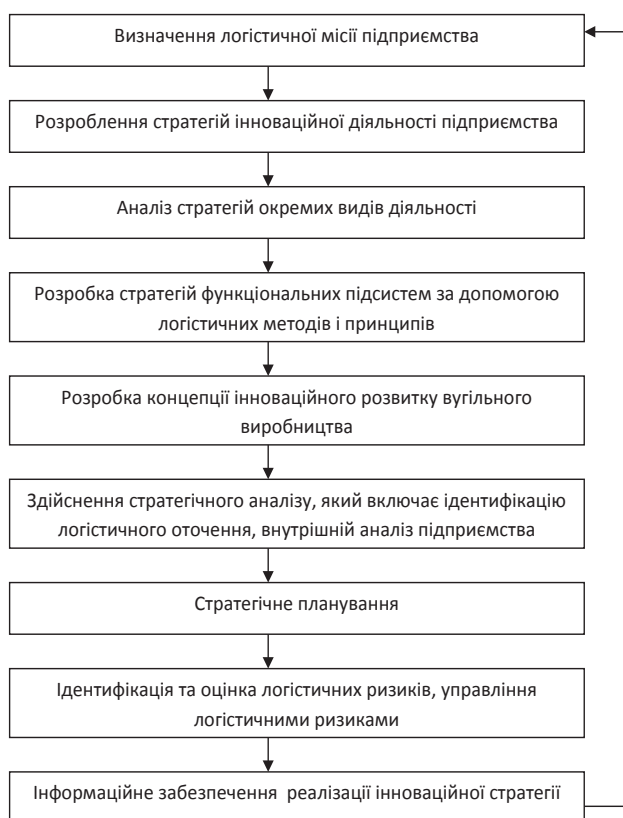 Визначення логістичної місії підприємства
Розроблення стратегій інноваційної діяльності підприємства
Аналіз стратегій окремих видів діяльності
Розробка стратегій функціональних підсистем за допомогою
логістичних методів і принципів
Розробка концепції інноваційного розвитку вугільного
виробництва
Здійснення стратегічного аналізу, який включає ідентифікацію
логістичного оточення, внутрішній аналіз підприємства
Стратегічне планування
Ідентифікація та оцінка логістичних ризиків, управління
логістичними ризиками
Інформаційне забезпечення реалізації інноваційної стратегії